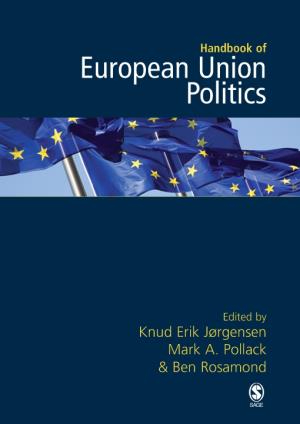 Handbook of
European Union
Politics
Edited by
Knud Erik Jørgensen
Mark A. Pollack
& Ben Rosamond
S
SAGE